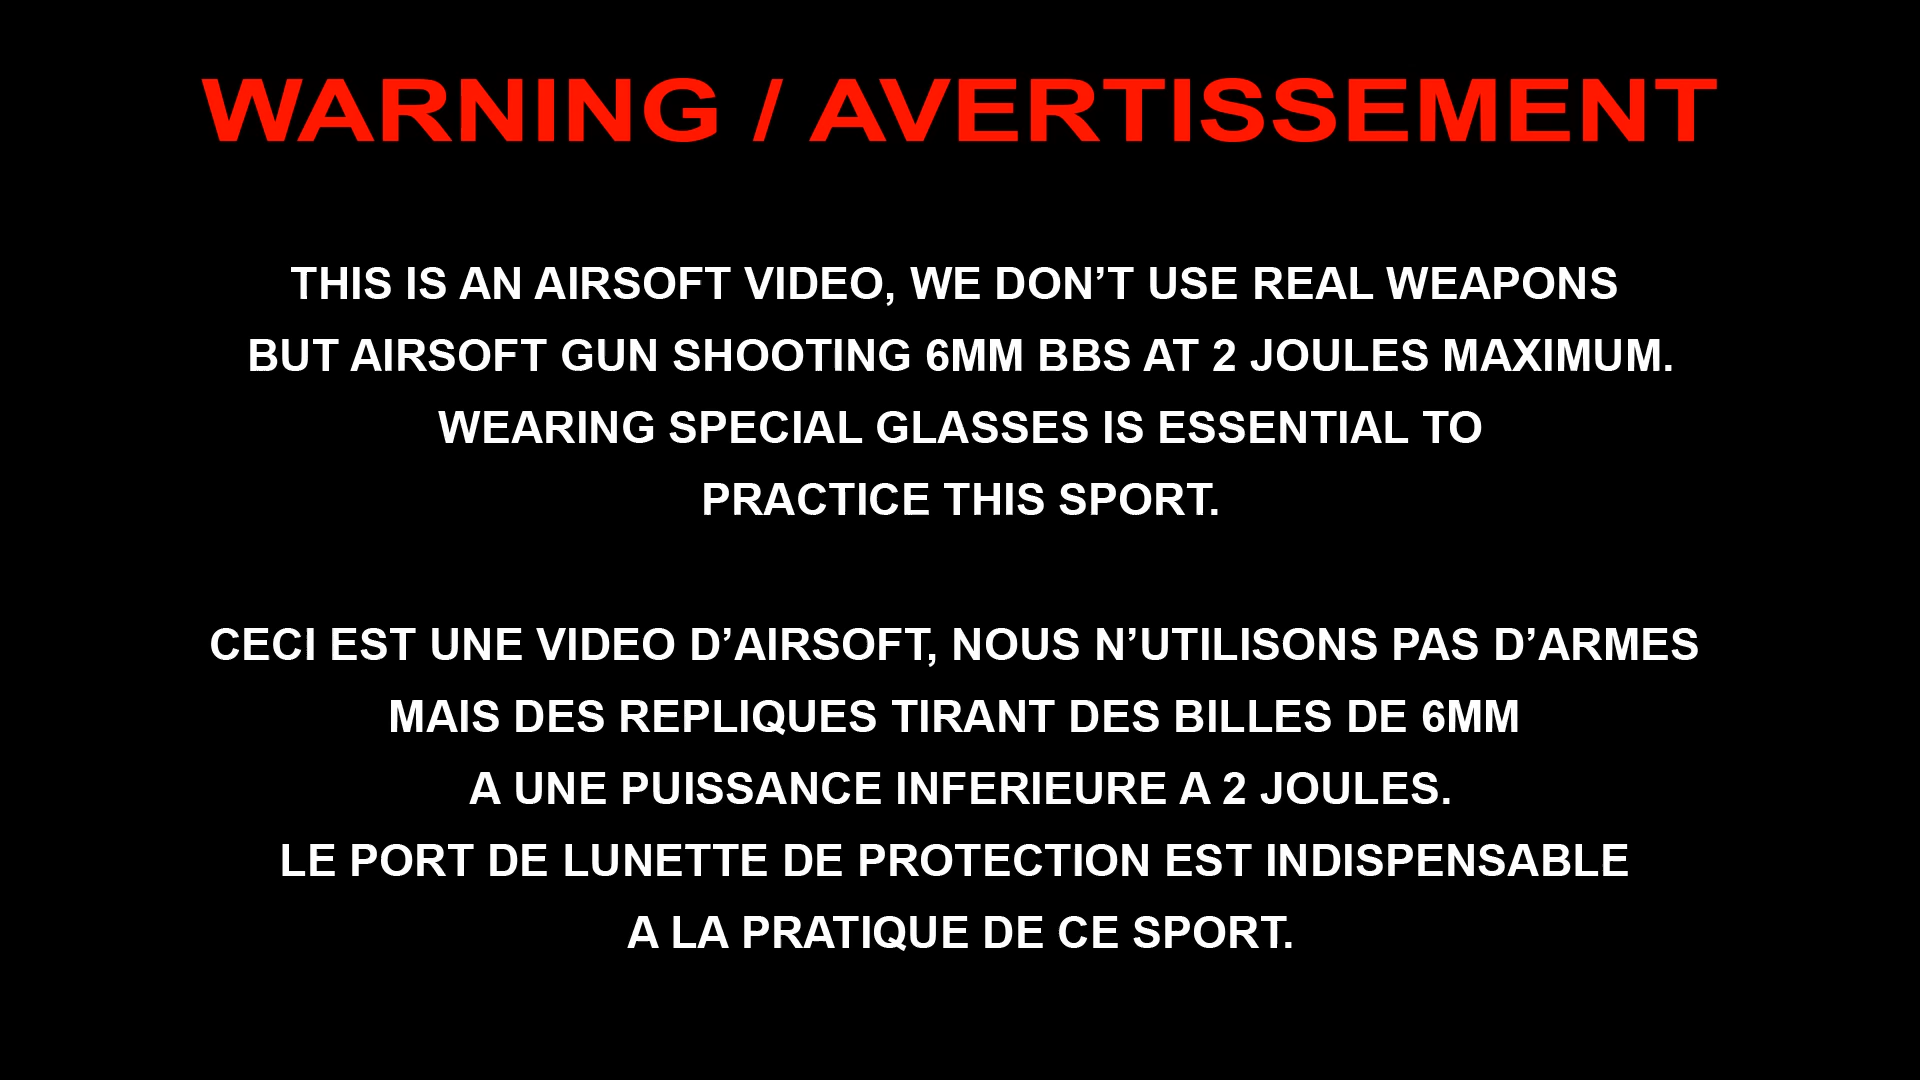 WARNING / AVERTISSEMENT
THIS IS AN AIRSOFT VIDEO, WE DON’T USE REAL WEAPONS
BUT AIRSOFT GUN SHOOTING 6MM BBS AT 2 JOULES MAXIMUM.
WEARING SPECIAL GLASSES IS ESSENTIAL TO
PRACTICE THIS SPORT.
CECI EST UNE VIDEO D’AIRSOFT, NOUS N’UTILISONS PAS D’ARMES
MAIS DES REPLIQUES TIRANT DES BILLES DE 6MM
A UNE PUISSANCE INFERIEURE A 2 JOULES.
LE PORT DE LUNETTE DE PROTECTION EST INDISPENSABLE
A LA PRATIQUE DE CE SPORT.